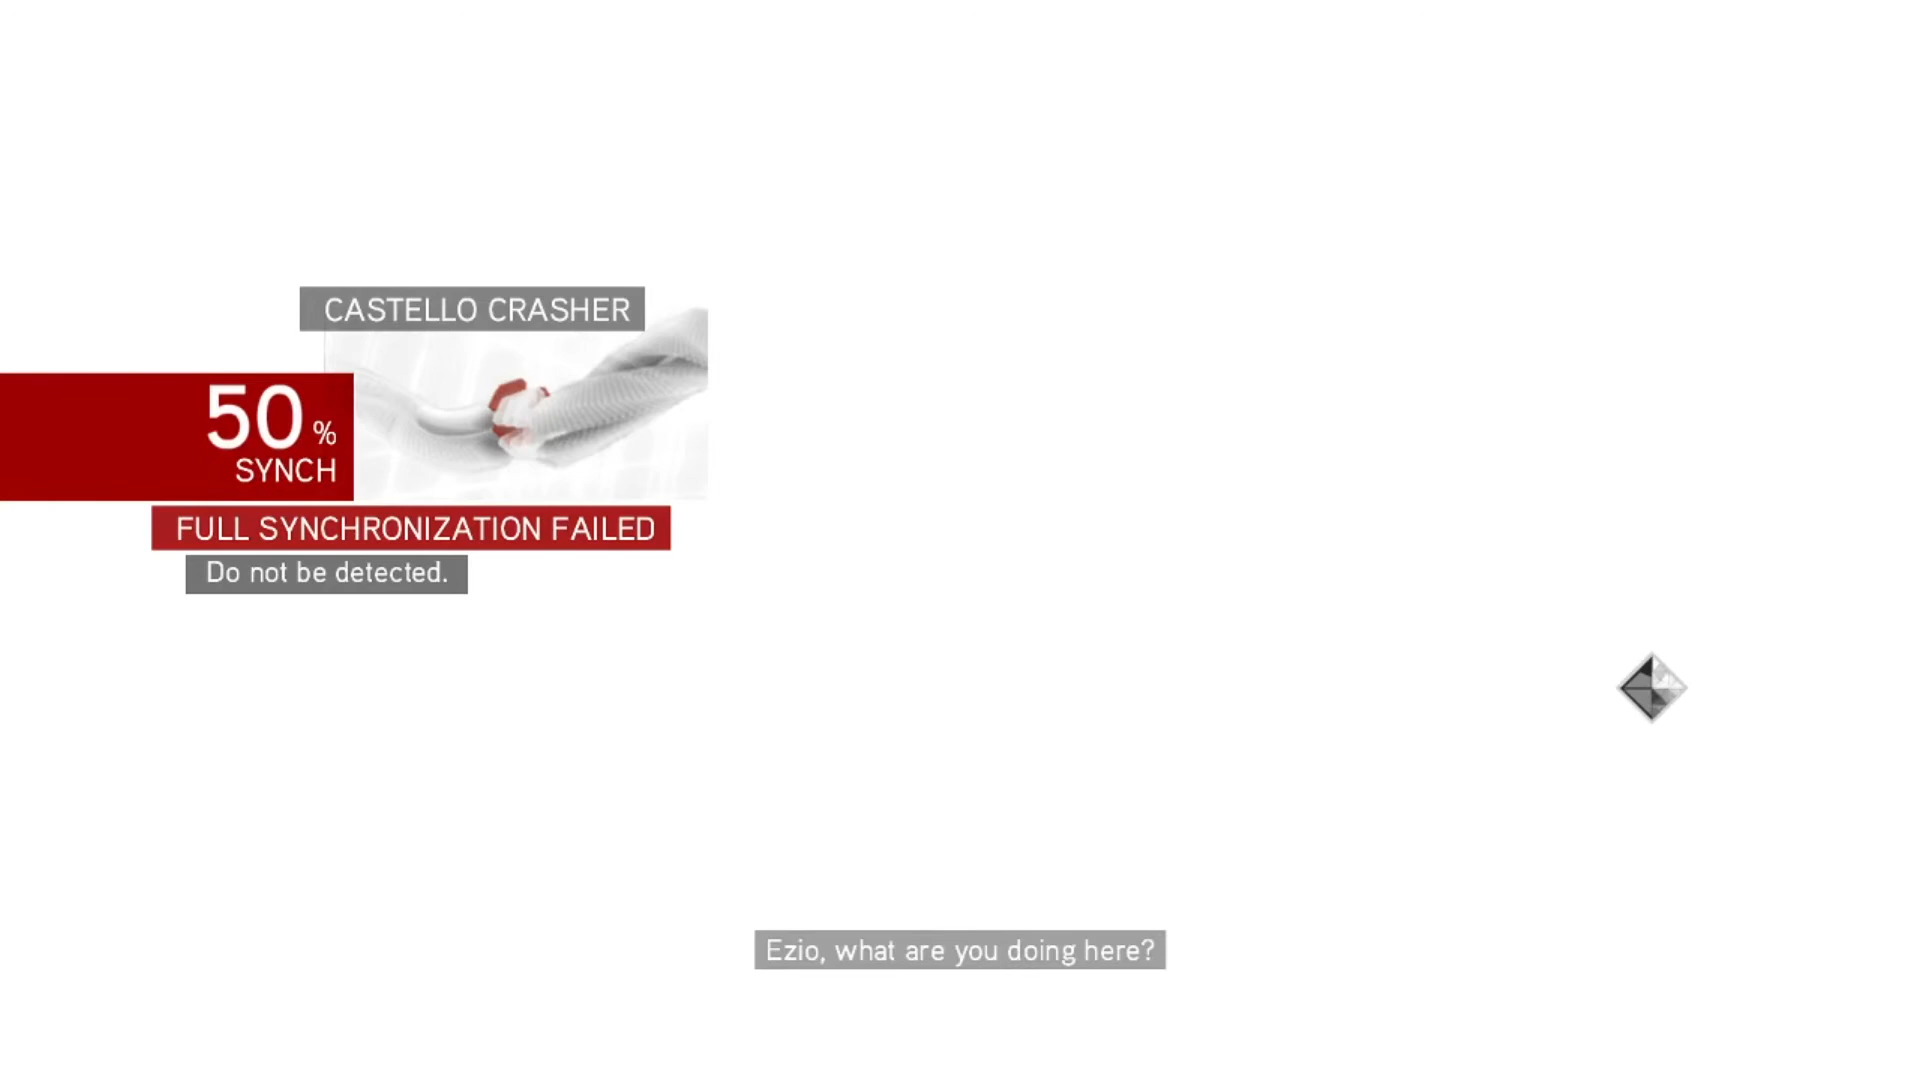 CASTELLO CRASHER
50 %
SYNCH
FULL SYNCHRONIZATION FAILED
Do not be detected.
Ezio, what are you doing here?